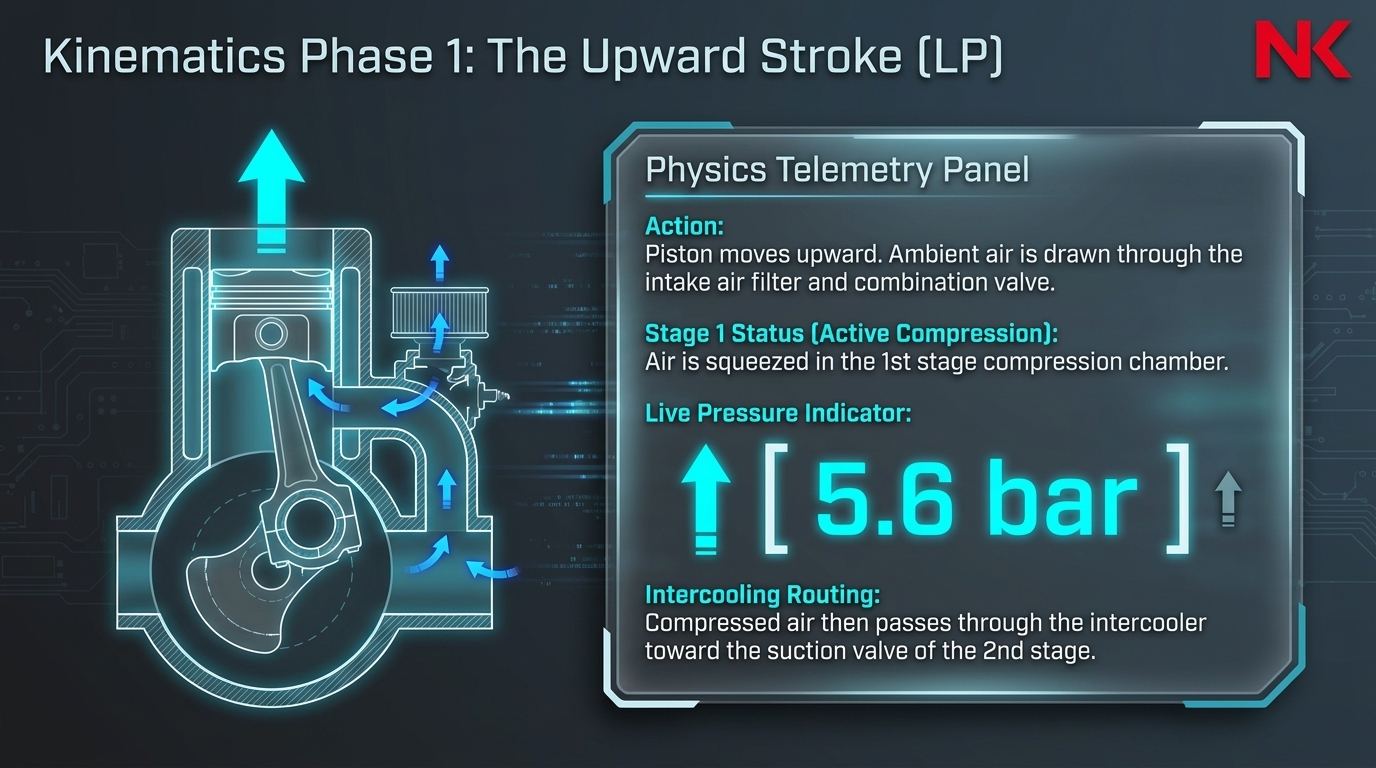 Kinematics Phase 1: The Upward Stroke (LP)
NK
Physics Telemetry Panel
Action:
Piston moves upward. Ambient air is drawn through the
intake air filter and combination valve.
Stage 1 Status (Active Compression):
Air is squeezed in the 1st stage compression chamber.
Live Pressure Indicator:
[ 5.6 bar ]
Intercooling Routing:
Compressed air then passes through the intercooler
toward the suction valve of the 2nd stage.